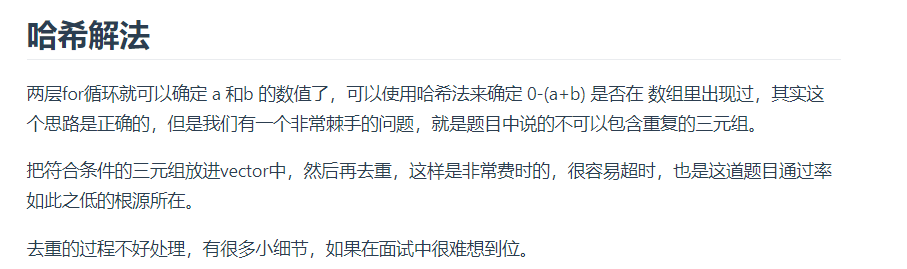 哈希解法
两层for循环就可以确定 a 和b 的数值了，可以使用哈希法来确定 0-(a+b) 是否在 数组里出现过，其实这
个思路是正确的，但是我们有一个非常棘手的问题，就是题目中说的不可以包含重复的三元组。
把符合条件的三元组放进vector中，然后再去重，这样是非常费时的，很容易超时，也是这道题目通过率
如此之低的根源所在。
去重的过程不好处理，有很多小细节，如果在面试中很难想到位。